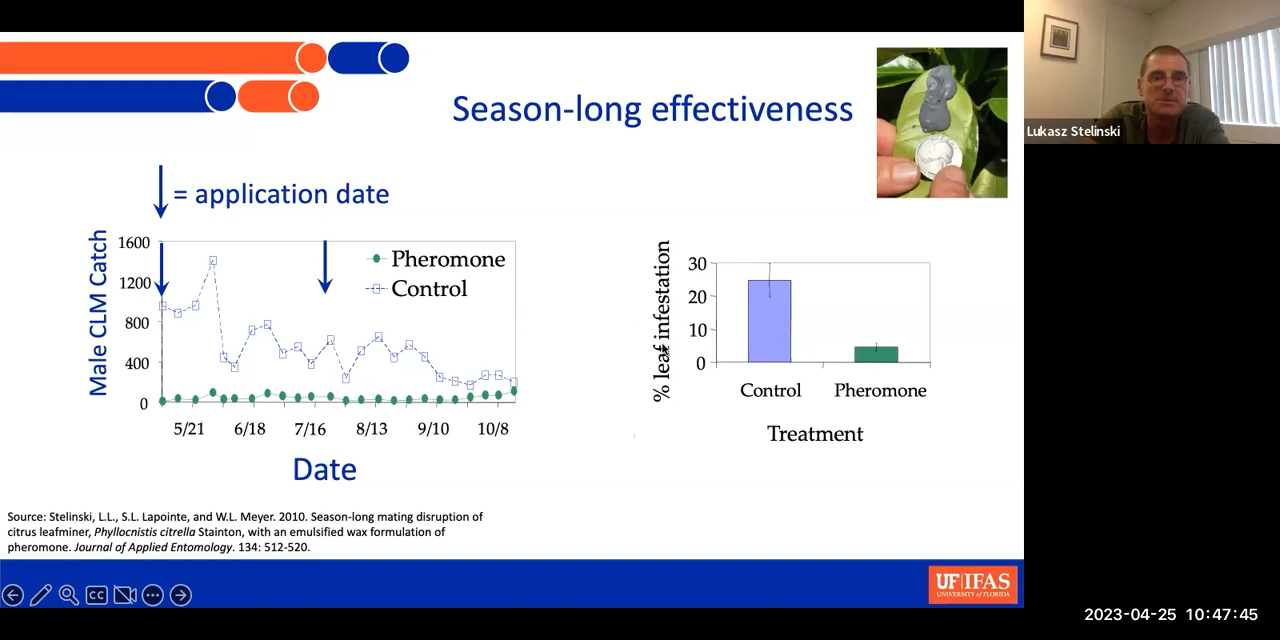 Season-long effectiveness
Lukasz Stelinski
= application date
Male CLM Catch
1600
1200
800
400
0
Pheromone
Control
5/21 6/18 7/16 8/13 9/10 10/8
Date
% leaf infestation
30
20
10
0
Control Pheromone
Treatment
Source: Stelinski, L.L., S.L. Lapointe, and W.L. Meyer. 2010. Season-long mating disruption of
citrus leafminer, Phyllocnistis citrella Stainton, with an emulsified wax formulation of
pheromone. Journal of Applied Entomology. 134: 512-520.
CC
UF|IFAS
UNIVERSITY of FLORIDA
2023-04-25 10:47:45